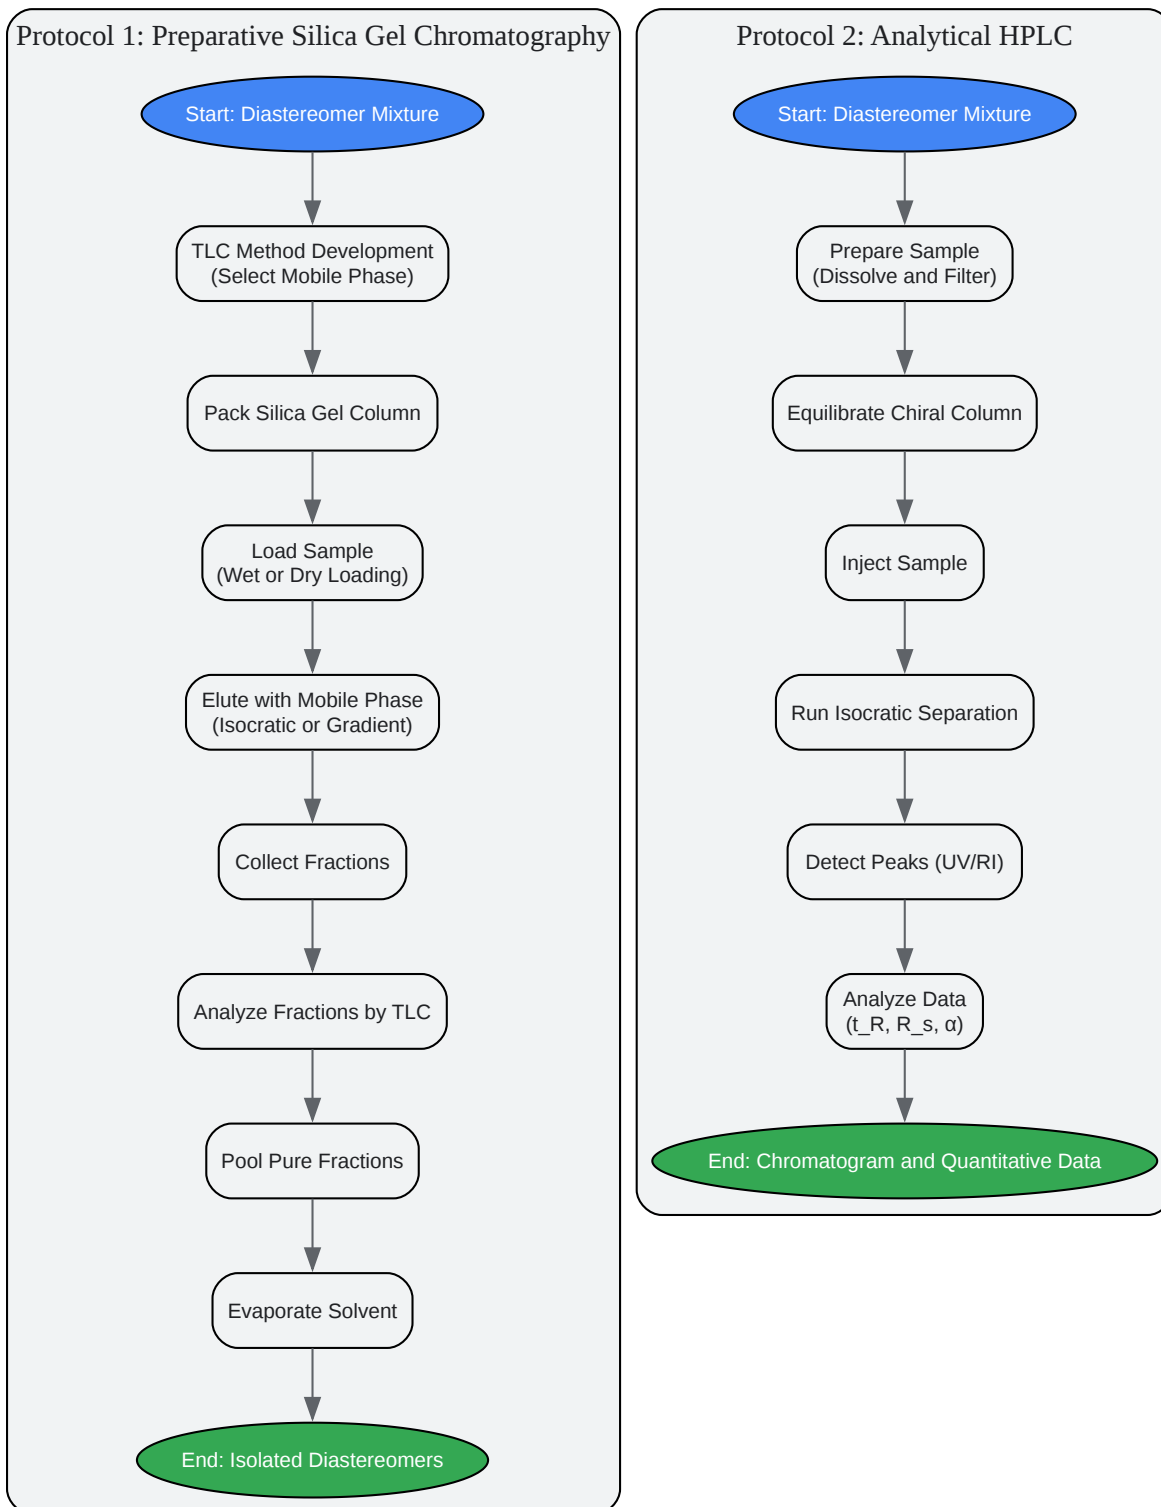 Protocol 1: Preparative Silica Gel Chromatography
Start: Diastereomer Mixture
TLC Method Development
(Select Mobile Phase)
Pack Silica Gel Column
Load Sample
(Wet or Dry Loading)
Elute with Mobile Phase
(Isocratic or Gradient)
Collect Fractions
Analyze Fractions by TLC
Pool Pure Fractions
Evaporate Solvent
End: Isolated Diastereomers
Protocol 2: Analytical HPLC
Start: Diastereomer Mixture
Prepare Sample
(Dissolve and Filter)
Equilibrate Chiral Column
Inject Sample
Run Isocratic Separation
Detect Peaks (UV/RI)
Analyze Data
(t_R, R_s, α)
End: Chromatogram and Quantitative Data